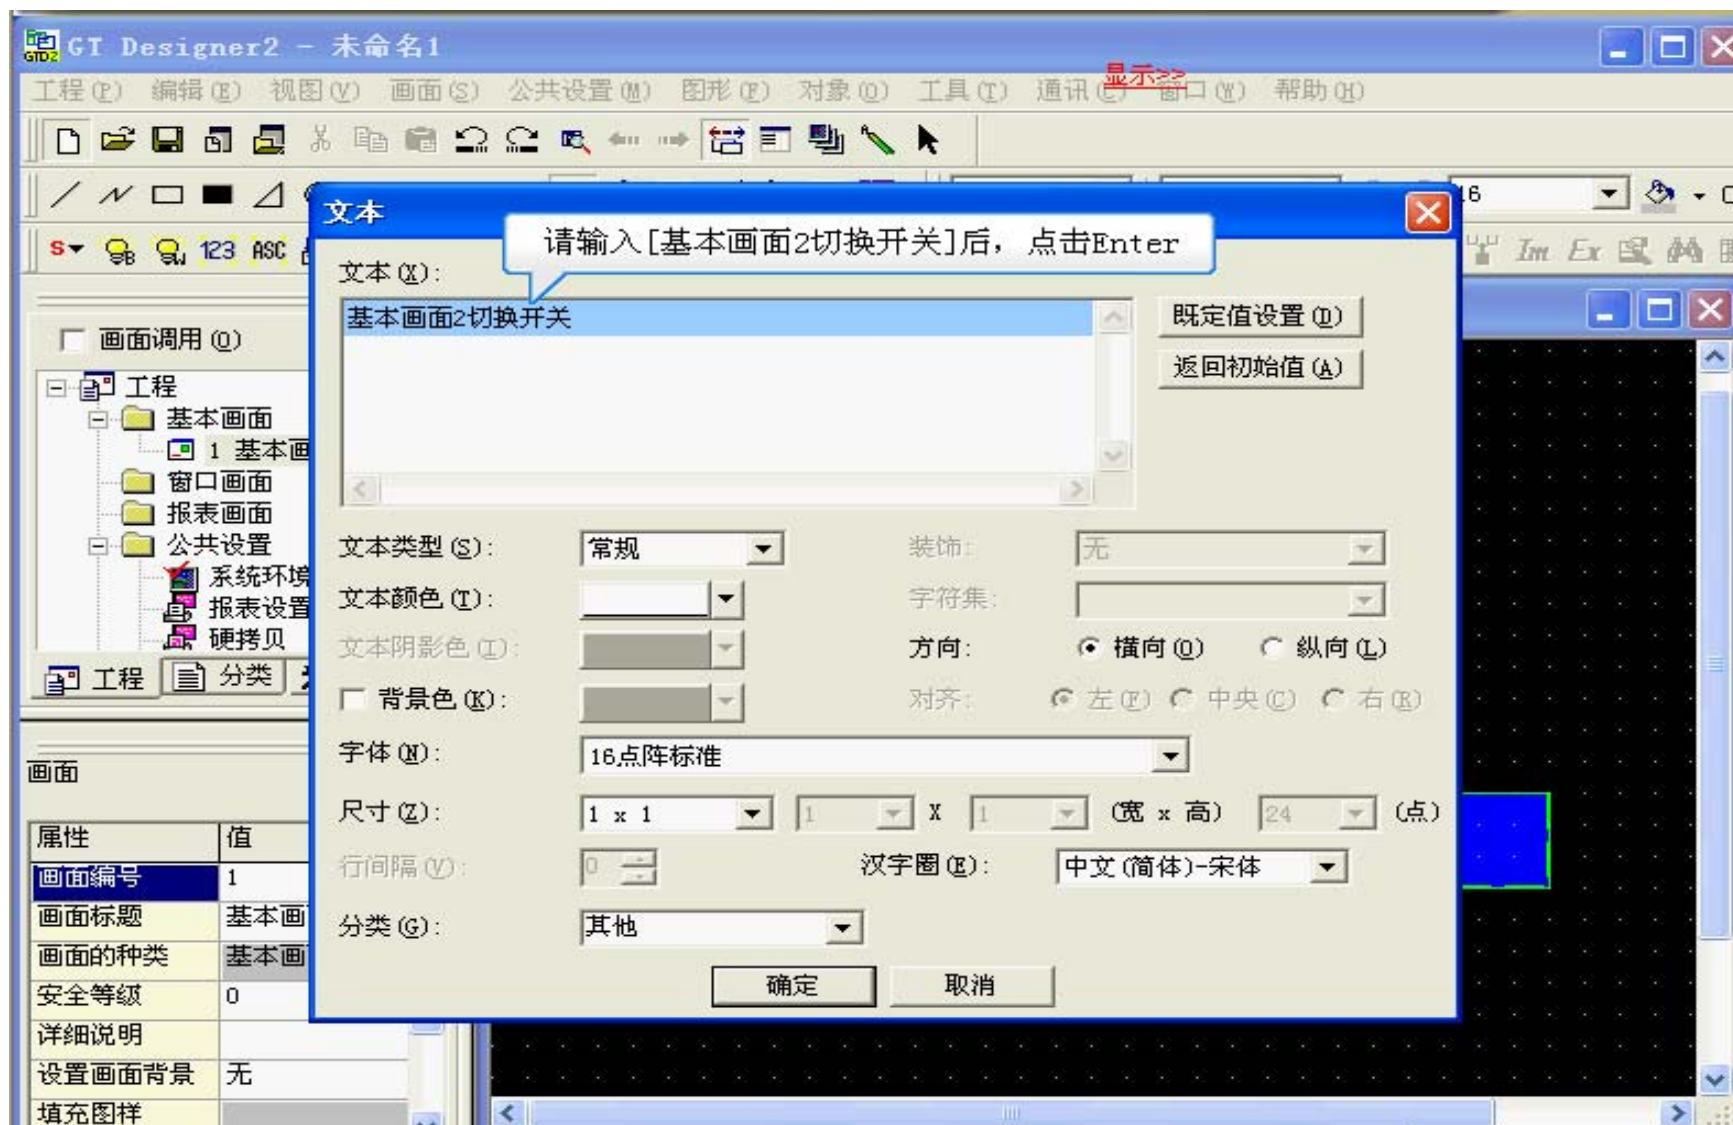 GT Designer2 - 未命名1
工程(P) 编辑(E) 视图(V) 画面(S) 公共设置(M) 图形(F) 对象(O) 工具(T) 通讯(C) 窗口(W) 帮助(H)
显示>>
16
S 123 ASC
Im Ex
文本
请输入[基本画面2切换开关]后，点击Enter
文本(X):
基本画面2切换开关
既定值设置(D)
返回初始值(A)
画面调用(O)
工程
基本画面
1 基本画
窗口画面
报表画面
公共设置
系统环境
报表设置
硬拷贝
工程 分类
文本类型(S): 常规 装饰: 无
文本颜色(T): 字符集:
文本阴影色(I): 方向: 横向(O) 纵向(L)
背景色(K): 对齐: 左(F) 中央(C) 右(R)
字体(N): 16点阵标准
尺寸(Z): 1 x 1 1 X 1 (宽 x 高) 24 (点)
行间隔(V): 0 汉字圈(E): 中文(简体)-宋体
分类(G): 其他
确定 取消
画面
属性 值
画面编号 1
画面标题 基本画
画面的种类 基本画
安全等级 0
详细说明
设置画面背景 无
填充图样